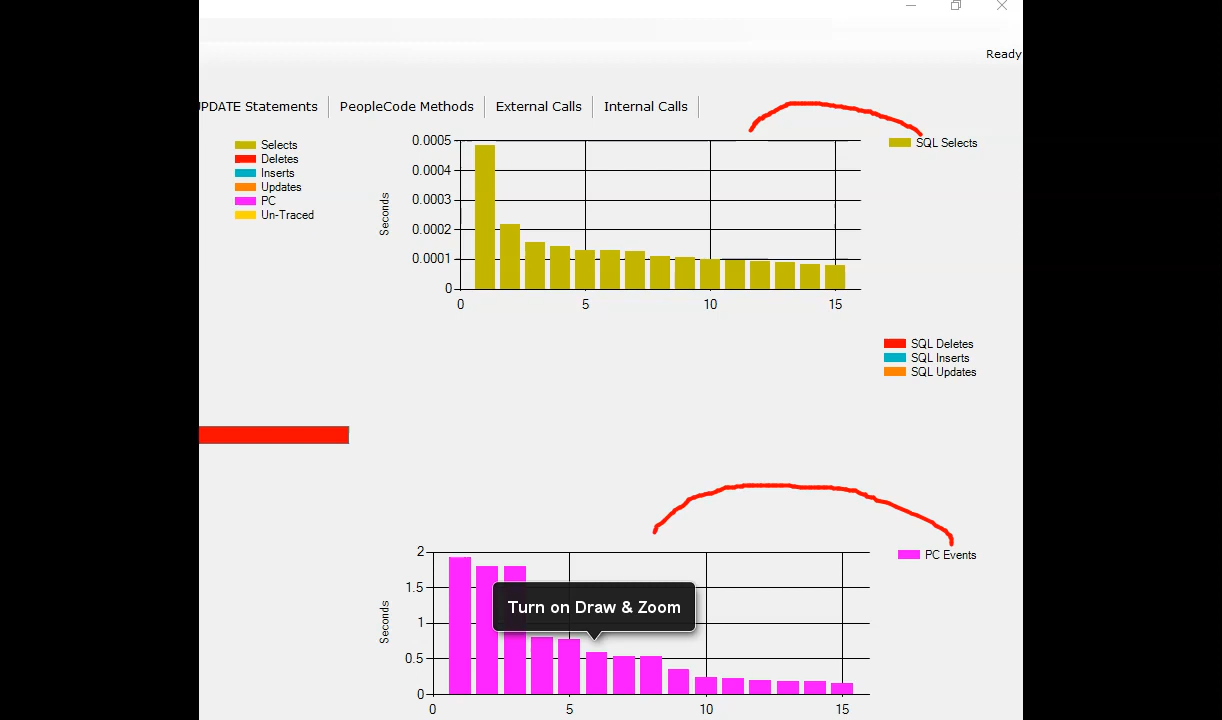 Ready
UPDATE Statements PeopleCode Methods External Calls Internal Calls
Selects
Deletes
Inserts
Updates
PC
Un-Traced
Seconds
0.0005
0.0004
0.0003
0.0002
0.0001
0
0 5 10 15
SQL Selects
SQL Deletes
SQL Inserts
SQL Updates
Seconds
2
1.5
1
0.5
0
0 5 10 15
PC Events
Turn on Draw & Zoom